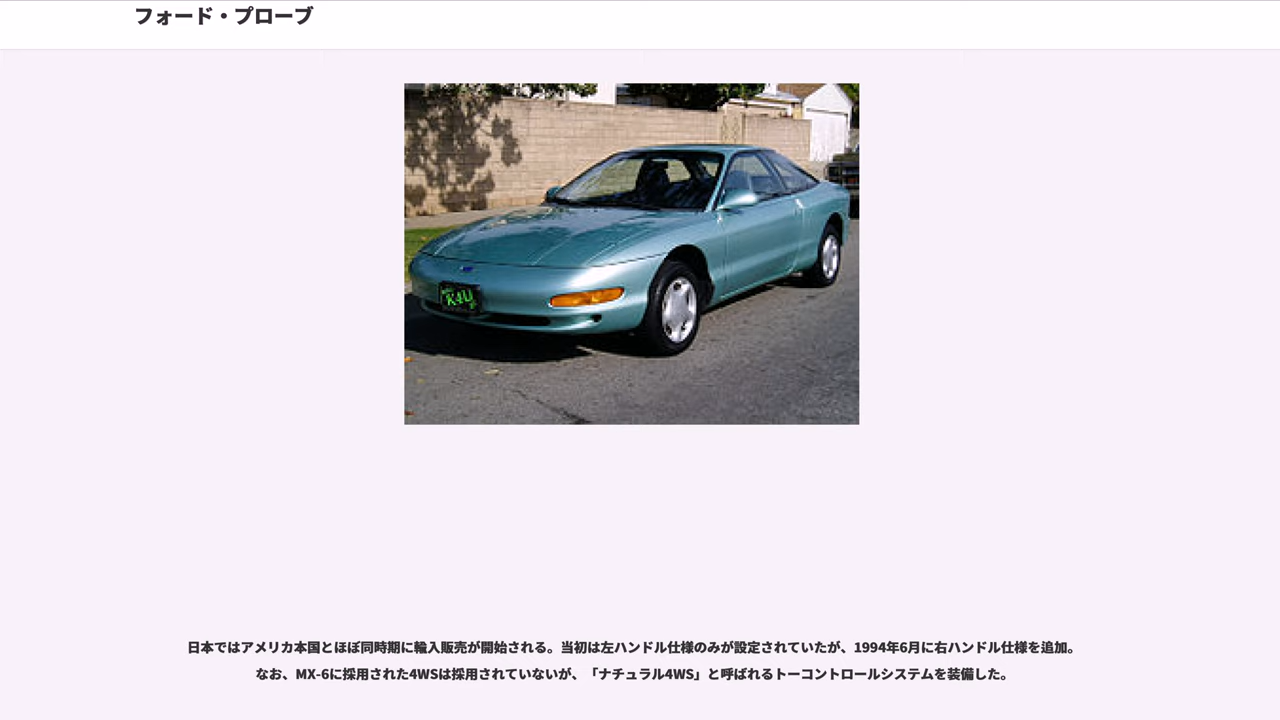 フォード・プローブ
K4U
日本ではアメリカ本国とほぼ同時期に輸入販売が開始される。当初は左ハンドル仕様のみが設定されていたが、1994年6月に右ハンドル仕様を追加。
なお、MX-6に採用された4WSは採用されていないが、「ナチュラル4WS」と呼ばれるトーコントロールシステムを装備した。